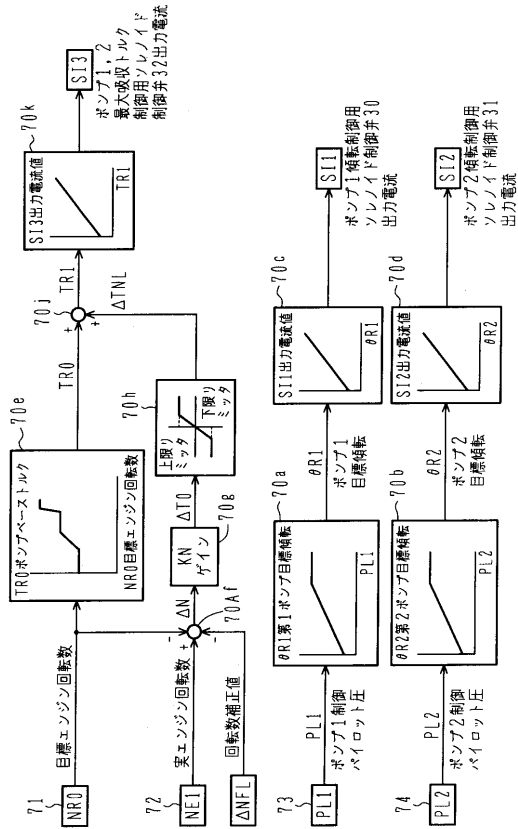 71
NR0
目標エンジン回転数
70e
TR0ポンプベーストルク
NR0目標エンジン回転数
TR0
70j
+
+
TR1
70k
SI3出力電流値
TR1
SI3
ポンプ1,2
最大吸収トルク
制御用ソレノイド
制御弁32出力電流
72
NE1
実エンジン回転数
ΔNFL
回転数補正値
-
+
-
70Af
ΔN
KN
ゲイン
70g
ΔT0
70h
上限リ
ミッタ
下限リ
ミッタ
ΔTNL
73
PL1
PL1
ポンプ1制御
パイロット圧
70a
θR1第1ポンプ目標傾転
PL1
θR1
ポンプ1
目標傾転
70c
SI1出力電流値
θR1
SI1
ポンプ1傾転制御用
ソレノイド制御弁30
出力電流
74
PL2
PL2
ポンプ2制御
パイロット圧
70b
θR2第2ポンプ目標傾転
PL2
θR2
ポンプ2
目標傾転
70d
SI2出力電流値
θR2
SI2
ポンプ2傾転制御用
ソレノイド制御弁31
出力電流